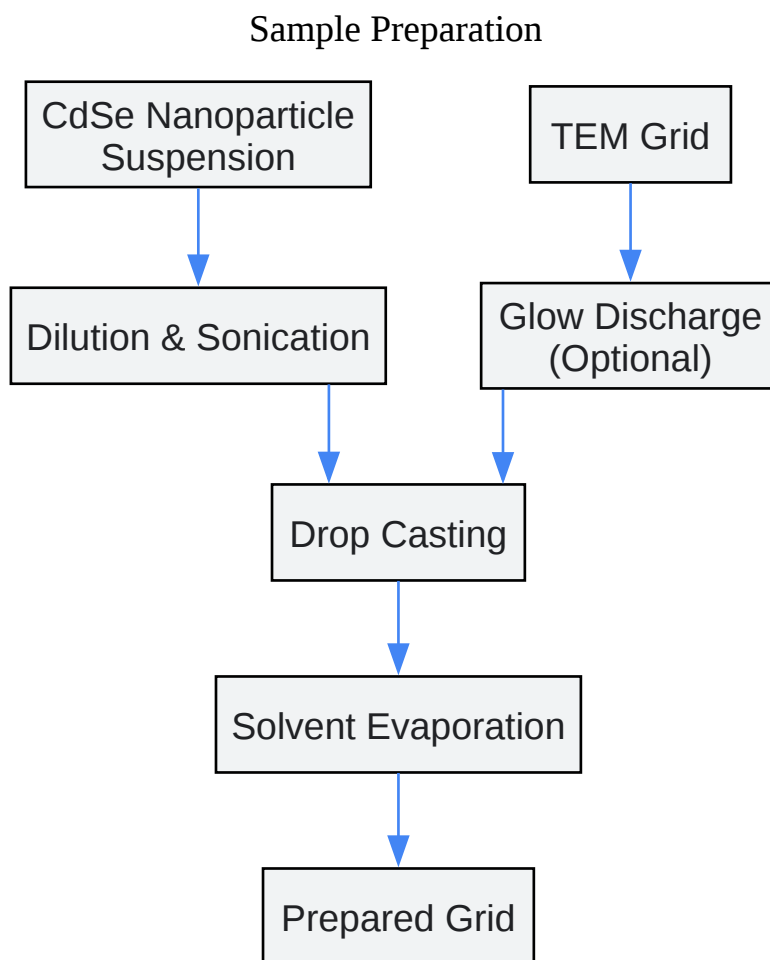 Sample Preparation
CdSe Nanoparticle
Suspension
TEM Grid
Dilution & Sonication
Glow Discharge
(Optional)
Drop Casting
Solvent Evaporation
Prepared Grid